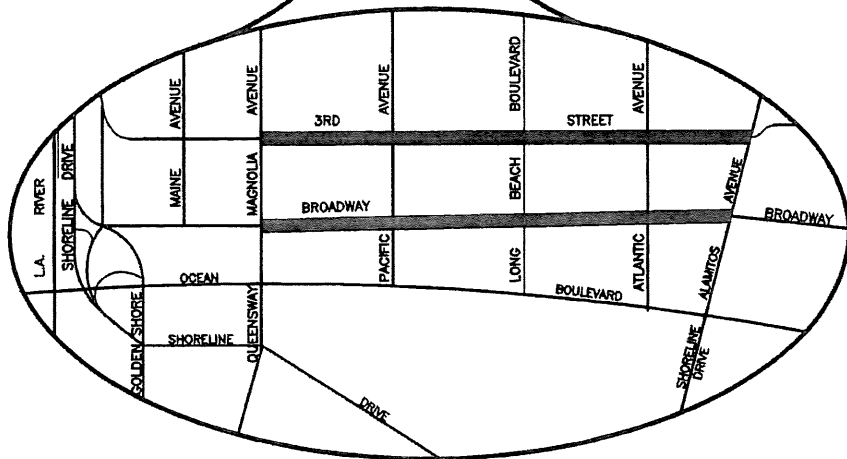 MAINE AVENUE
MAGNOLIA AVENUE
PACIFIC AVENUE
LONG BEACH BOULEVARD
ATLANTIC AVENUE
3RD STREET
L.A. RIVER
SHORELINE DRIVE
BROADWAY
ALAMITOS AVENUE
BROADWAY
OCEAN BOULEVARD
GOLDEN SHORE
SHORELINE DRIVE
QUEENSWAY
SHORELINE
DRIVE